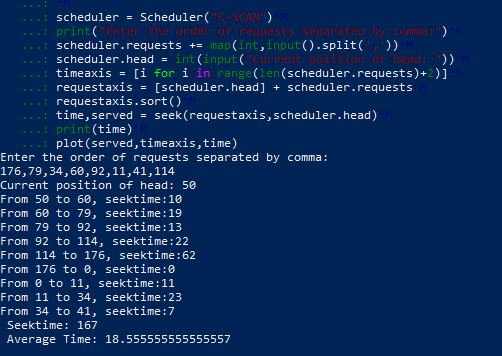 ...: ^M
...: scheduler = Scheduler("C-SCAN")^M
...: print("Enter the order of requests separated by comma:")^M
...: scheduler.requests += map(int,input().split(','))^M
...: scheduler.head = int(input("Current position of head: "))^M
...: timeaxis = [i for i in range(len(scheduler.requests)+2)]^M
...: requestaxis = [scheduler.head] + scheduler.requests^M
...: requestaxis.sort()^M
...: time,served = seek(requestaxis,scheduler.head)^M
...: print(time)^M
...: plot(served,timeaxis,time)
Enter the order of requests separated by comma:
176,79,34,60,92,11,41,114
Current position of head: 50
From 50 to 60, seektime:10
From 60 to 79, seektime:19
From 79 to 92, seektime:13
From 92 to 114, seektime:22
From 114 to 176, seektime:62
From 176 to 0, seektime:0
From 0 to 11, seektime:11
From 11 to 34, seektime:23
From 34 to 41, seektime:7
Seektime: 167
Average Time: 18.555555555555557